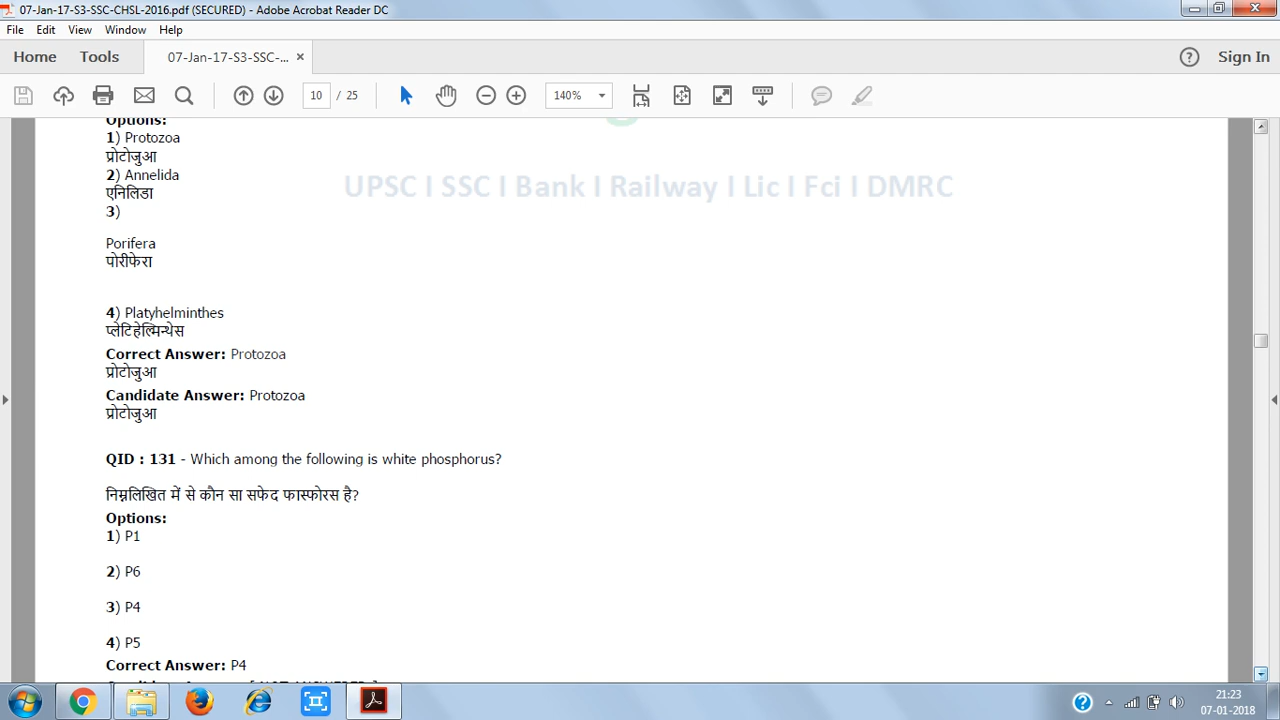 07-Jan-17-S3-SSC-CHSL-2016.pdf (SECURED) - Adobe Acrobat Reader DC
File Edit View Window Help
Home Tools 07-Jan-17-S3-SSC-... × Sign In
10 / 25 140%
Options:
1) Protozoa
प्रोटोजुआ
2) Annelida
एनिलिडा
UPSC I SSC I Bank I Railway I Lic I Fci I DMRC
3)
Porifera
पोरीफेरा
4) Platyhelminthes
प्लेटिहेल्मिन्थेस
Correct Answer: Protozoa
प्रोटोजुआ
Candidate Answer: Protozoa
प्रोटोजुआ
QID : 131 - Which among the following is white phosphorus?
निम्नलिखित में से कौन सा सफेद फास्फोरस है?
Options:
1) P1
2) P6
3) P4
4) P5
Correct Answer: P4
21:23
07-01-2018